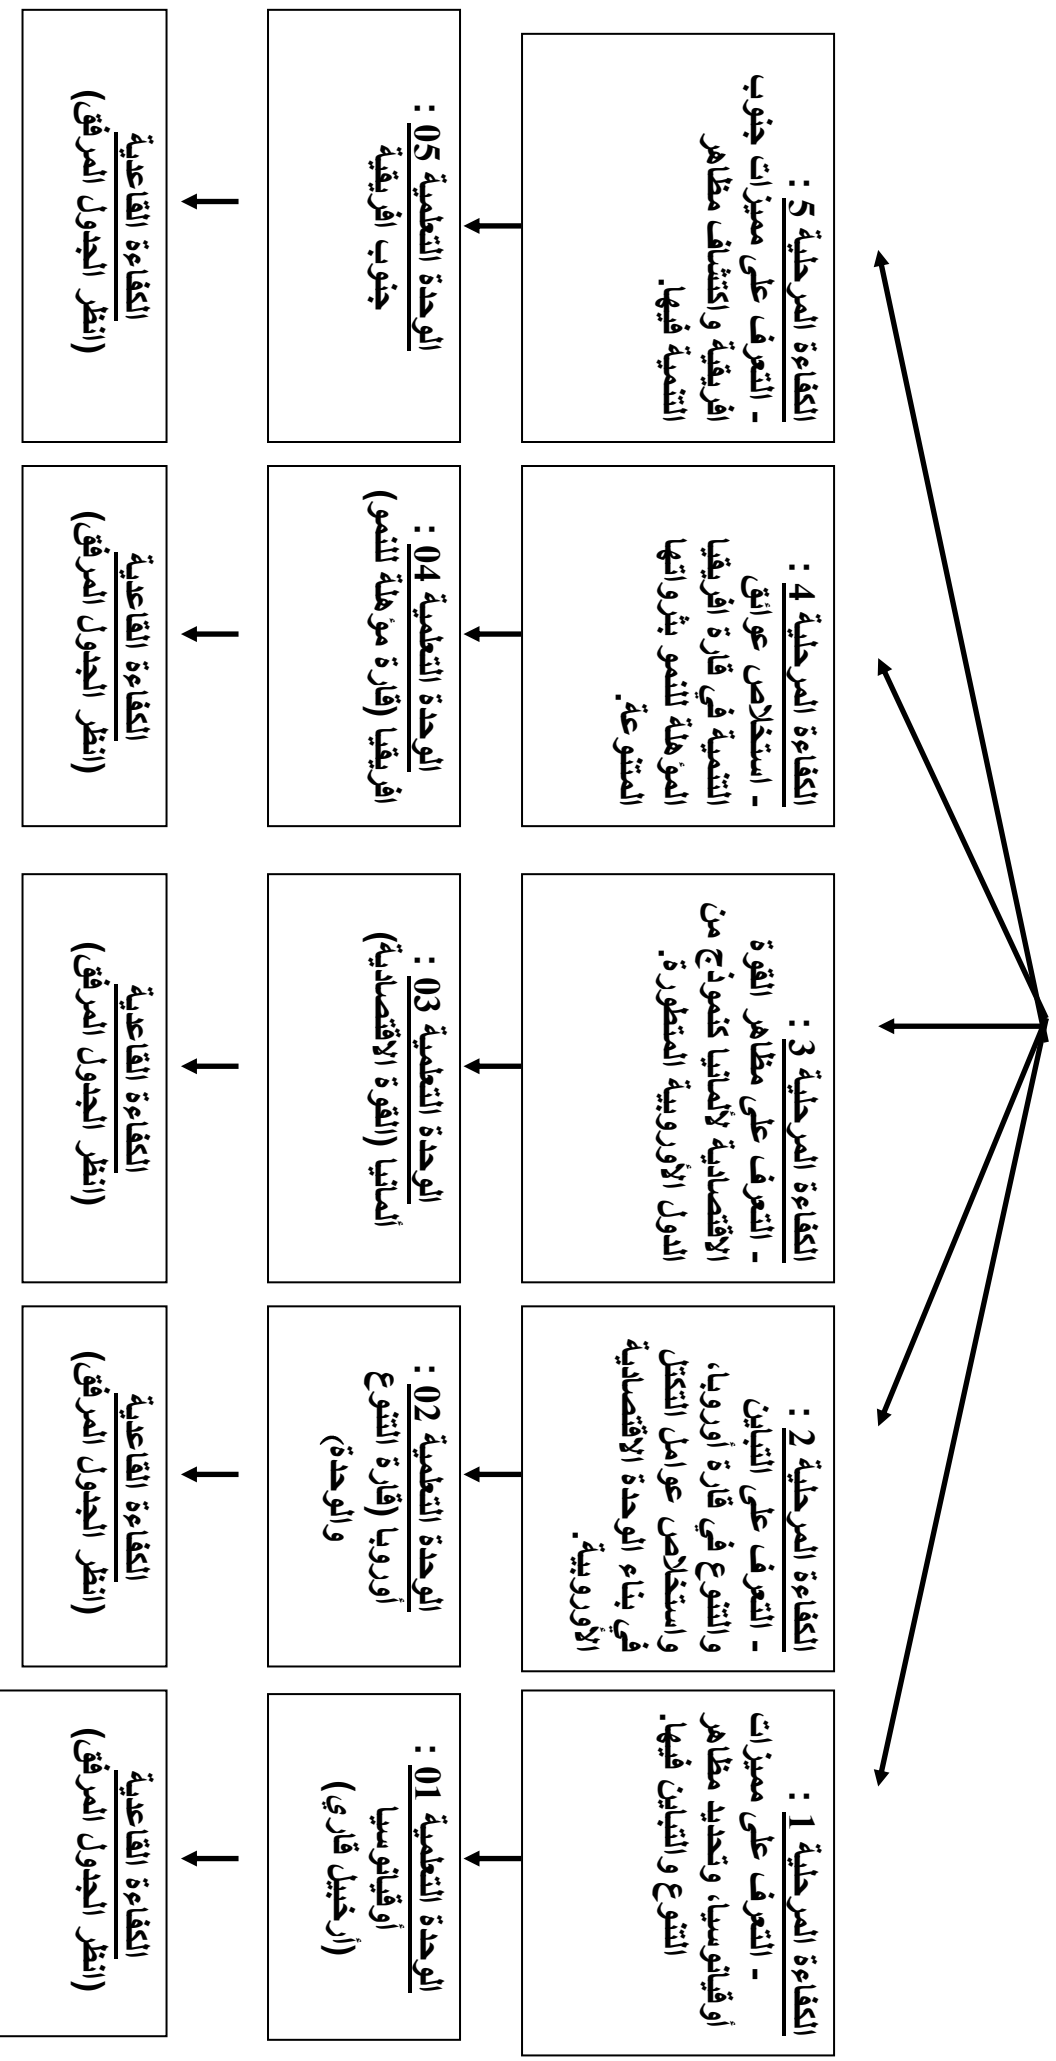 الكفاءة المرحلية 1 :
- التعرف على مميزات
أوقيانوسيا، وتحديد مظاهر
التنوع والتباين فيها.
الكفاءة المرحلية 2 :
- التعرف على التباين
والتنوع في قارة أوروبا،
واستخلاص عوامل التكتل
في بناء الوحدة الاقتصادية
الأوروبية.
الكفاءة المرحلية 3 :
- التعرف على مظاهر القوة
الاقتصادية لألمانيا كنموذج من
الدول الأوروبية المتطورة.
الكفاءة المرحلية 4 :
- استخلاص عوائق
التنمية في قارة افريقيا
المؤهلة للنمو بثرواتها
المتنوعة.
الكفاءة المرحلية 5 :
- التعرف على مميزات جنوب
افريقية واكتشاف مظاهر
التنمية فيها.
الوحدة التعلمية 01 :
أوقيانوسيا
(أرخبيل قاري)
الوحدة التعلمية 02 :
أوروبا (قارة التنوع
والوحدة)
الوحدة التعلمية 03 :
ألمانيا (القوة الاقتصادية)
الوحدة التعلمية 04 :
افريقيا (قارة مؤهلة للنمو)
الوحدة التعلمية 05 :
جنوب افريقية
الكفاءة القاعدية
(انظر الجدول المرفق)
الكفاءة القاعدية
(انظر الجدول المرفق)
الكفاءة القاعدية
(انظر الجدول المرفق)
الكفاءة القاعدية
(انظر الجدول المرفق)
الكفاءة القاعدية
(انظر الجدول المرفق)